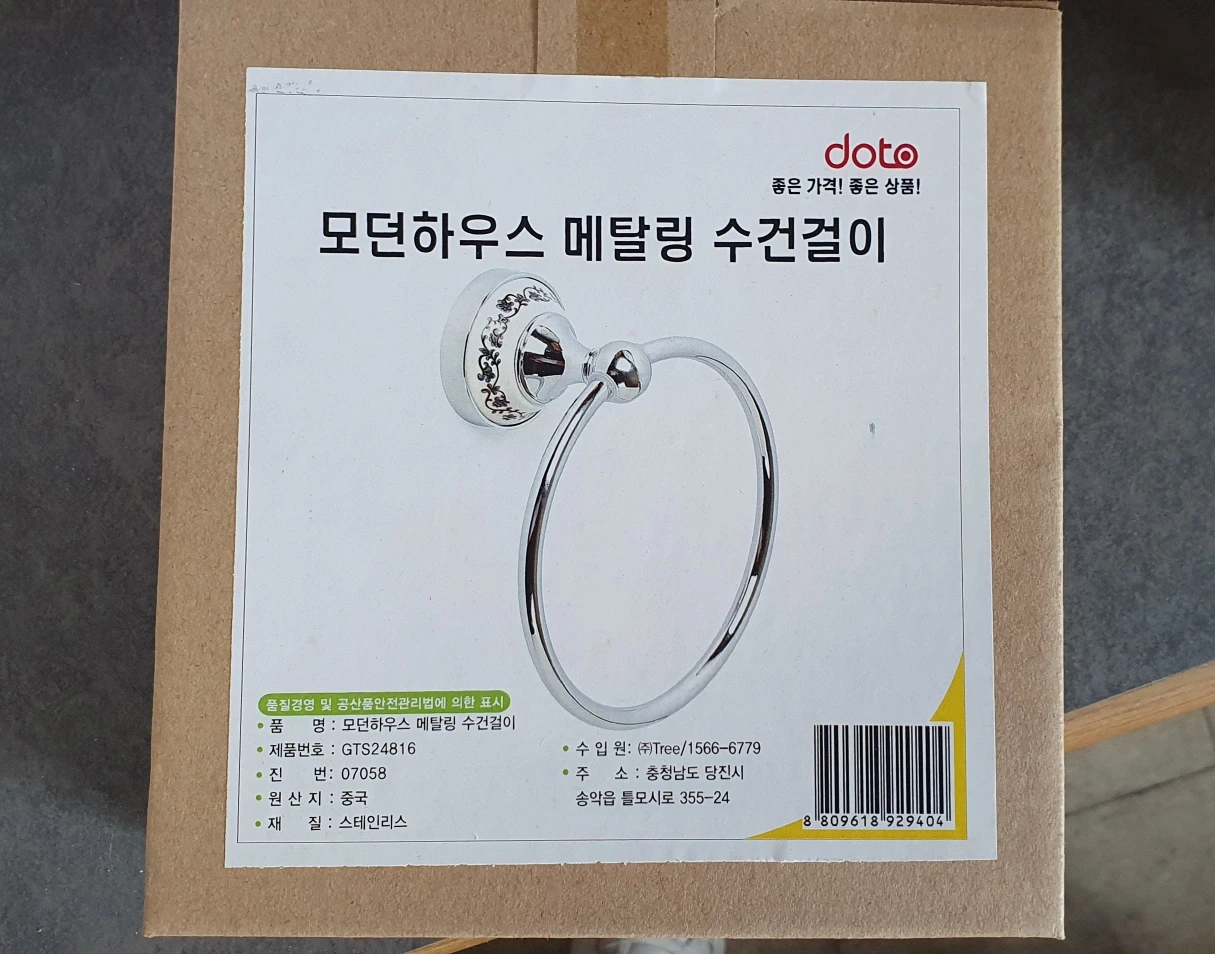 doto
좋은 가격! 좋은 상품!
모던하우스 메탈링 수건걸이
품질경영 및 공산품안전관리법에 의한 표시
• 품 명 : 모던하우스 메탈링 수건걸이
• 제품번호 : GTS24816
• 진 번: 07058
• 원 산 지 : 중국
• 재 질 : 스테인리스
• 수 입 원: ㈜Tree/1566-6779
• 주 소 : 충청남도 당진시
송악읍 틀모시로 355-24
8 809618 929404